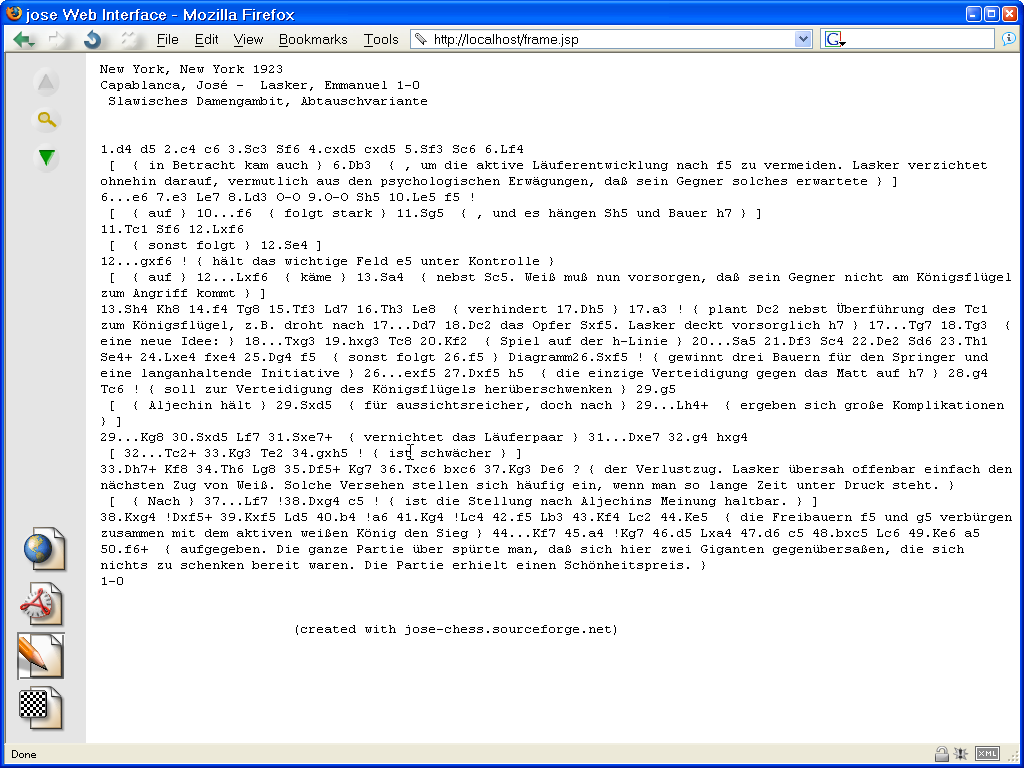 jose Web Interface - Mozilla Firefox
File Edit View Bookmarks Tools http://localhost/frame.jsp G
New York, New York 1923
Capablanca, José -  Lasker, Emmanuel 1-0
Slawisches Damengambit, Abtauschvariante
1.d4 d5 2.c4 c6 3.Sc3 Sf6 4.cxd5 cxd5 5.Sf3 Sc6 6.Lf4
[  { in Betracht kam auch } 6.Db3  { , um die aktive Läuferentwicklung nach f5 zu vermeiden. Lasker verzichtet
ohnehin darauf, vermutlich aus den psychologischen Erwägungen, daß sein Gegner solches erwartete } ]
6...e6 7.e3 Le7 8.Ld3 O-O 9.O-O Sh5 10.Le5 f5 !
[  { auf } 10...f6  { folgt stark } 11.Sg5  { , und es hängen Sh5 und Bauer h7 } ]
11.Tc1 Sf6 12.Lxf6
[  { sonst folgt } 12.Se4 ]
12...gxf6 ! { hält das wichtige Feld e5 unter Kontrolle }
[  { auf } 12...Lxf6  { käme } 13.Sa4  { nebst Sc5. Weiß muß nun vorsorgen, daß sein Gegner nicht am Königsflügel
zum Angriff kommt } ]
13.Sh4 Kh8 14.f4 Tg8 15.Tf3 Ld7 16.Th3 Le8  { verhindert 17.Dh5 } 17.a3 ! { plant Dc2 nebst Überführung des Tc1
zum Königsflügel, z.B. droht nach 17...Dd7 18.Dc2 das Opfer Sxf5. Lasker deckt vorsorglich h7 } 17...Tg7 18.Tg3  {
eine neue Idee: } 18...Txg3 19.hxg3 Tc8 20.Kf2  { Spiel auf der h-Linie } 20...Sa5 21.Df3 Sc4 22.De2 Sd6 23.Th1
Se4+ 24.Lxe4 fxe4 25.Dg4 f5  { sonst folgt 26.f5 } Diagramm26.Sxf5 ! { gewinnt drei Bauern für den Springer und
eine langanhaltende Initiative } 26...exf5 27.Dxf5 h5  { die einzige Verteidigung gegen das Matt auf h7 } 28.g4
Tc6 ! { soll zur Verteidigung des Königsflügels herüberschwenken } 29.g5
[  { Aljechin hält } 29.Sxd5  { für aussichtsreicher, doch nach } 29...Lh4+  { ergeben sich große Komplikationen
} ]
29...Kg8 30.Sxd5 Lf7 31.Sxe7+  { vernichtet das Läuferpaar } 31...Dxe7 32.g4 hxg4
[ 32...Tc2+ 33.Kg3 Te2 34.gxh5 ! { ist schwächer } ]
33.Dh7+ Kf8 34.Th6 Lg8 35.Df5+ Kg7 36.Txc6 bxc6 37.Kg3 De6 ? { der Verlustzug. Lasker übersah offenbar einfach den
nächsten Zug von Weiß. Solche Versehen stellen sich häufig ein, wenn man so lange Zeit unter Druck steht. }
[  { Nach } 37...Lf7 !38.Dxg4 c5 ! { ist die Stellung nach Aljechins Meinung haltbar. } ]
38.Kxg4 !Dxf5+ 39.Kxf5 Ld5 40.b4 !a6 41.Kg4 !Lc4 42.f5 Lb3 43.Kf4 Lc2 44.Ke5  { die Freibauern f5 und g5 verbürgen
zusammen mit dem aktiven weißen König den Sieg } 44...Kf7 45.a4 !Kg7 46.d5 Lxa4 47.d6 c5 48.bxc5 Lc6 49.Ke6 a5
50.f6+  { aufgegeben. Die ganze Partie über spürte man, daß sich hier zwei Giganten gegenübersaßen, die sich
nichts zu schenken bereit waren. Die Partie erhielt einen Schönheitspreis. }
1-0
(created with jose-chess.sourceforge.net)
Done XML